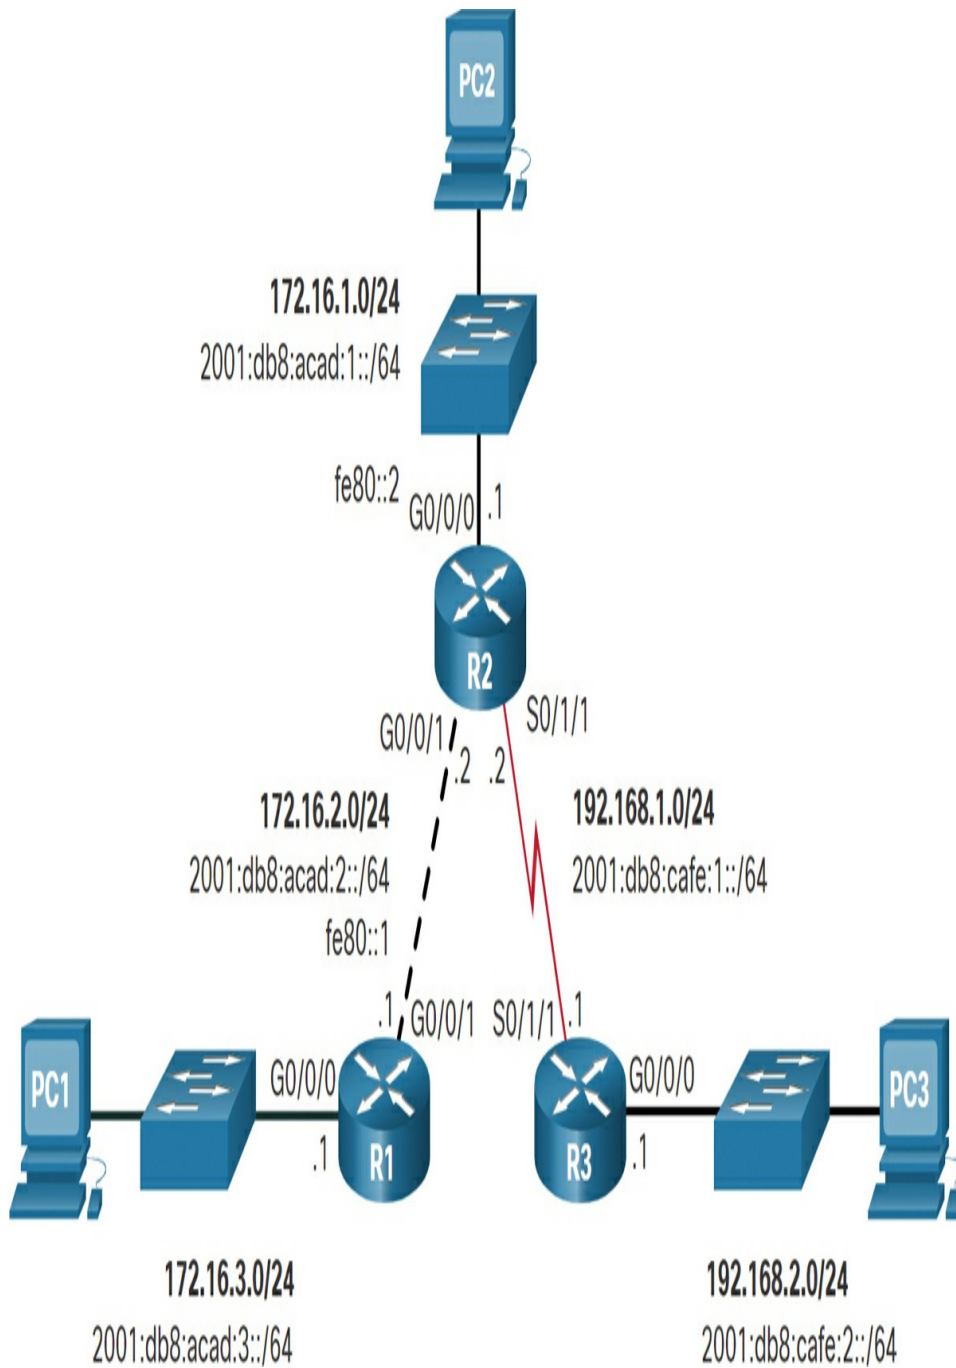 PC2
172.16.1.0/24
2001:db8:acad:1::/64
fe80::2
G0/0/0
.1
R2
G0/0/1
S0/1/1
.2
.2
172.16.2.0/24
2001:db8:acad:2::/64
fe80::1
192.168.1.0/24
2001:db8:cafe:1::/64
.1
G0/0/1
S0/1/1
.1
PC1
G0/0/0
.1
R1
R3
G0/0/0
.1
PC3
172.16.3.0/24
2001:db8:acad:3::/64
192.168.2.0/24
2001:db8:cafe:2::/64